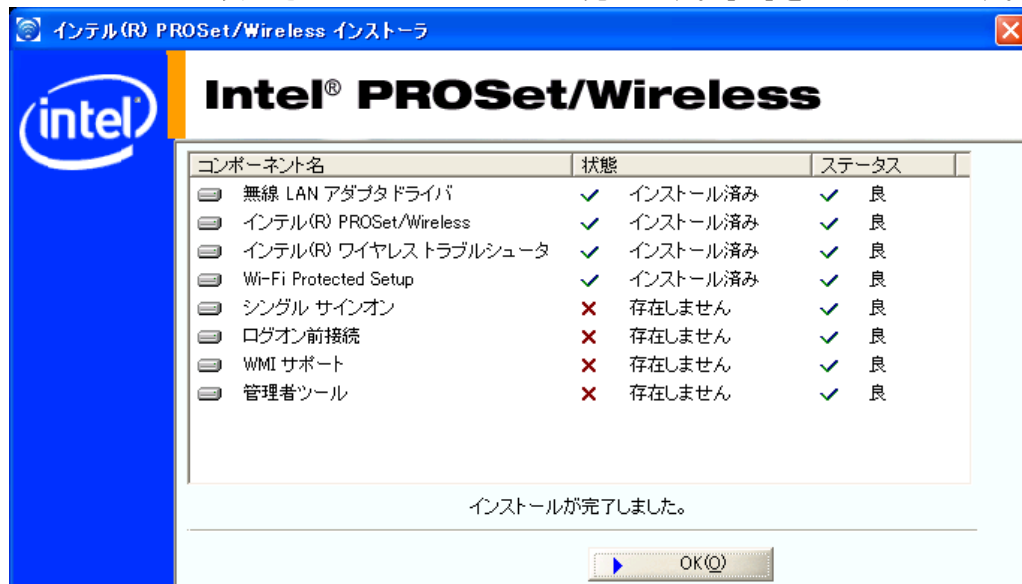 インテル(R) PROSet/Wireless インストーラ
intel
Intel® PROSet/Wireless
コンポーネント名 状態 ステータス
無線 LAN アダプタ ドライバ インストール済み 良
インテル(R) PROSet/Wireless インストール済み 良
インテル(R) ワイヤレス トラブルシュータ インストール済み 良
Wi-Fi Protected Setup インストール済み 良
シングル サインオン 存在しません 良
ログオン前接続 存在しません 良
WMI サポート 存在しません 良
管理者ツール 存在しません 良
インストールが完了しました。
OK(O)